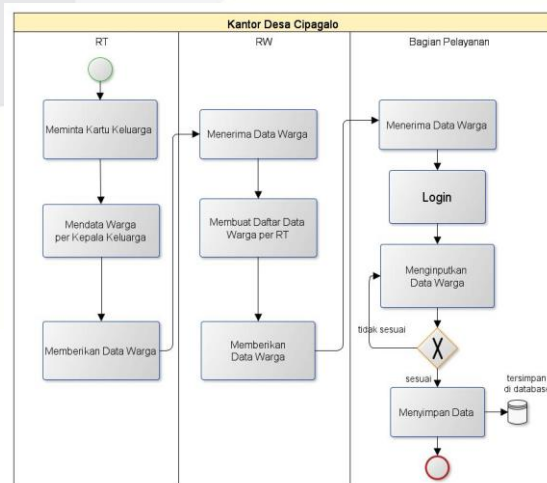 Kantor Desa Cipagalo
RT
RW
Bagian Pelayanan
Meminta Kartu Keluarga
Mendata Warga
per Kepala Keluarga
Memberikan Data Warga
Menerima Data Warga
Membuat Daftar Data
Warga per RT
Memberikan
Data Warga
Menerima Data Warga
Login
Menginputkan
Data Warga
tidak sesuai
X
sesuai
Menyimpan Data
tersimpan
di database